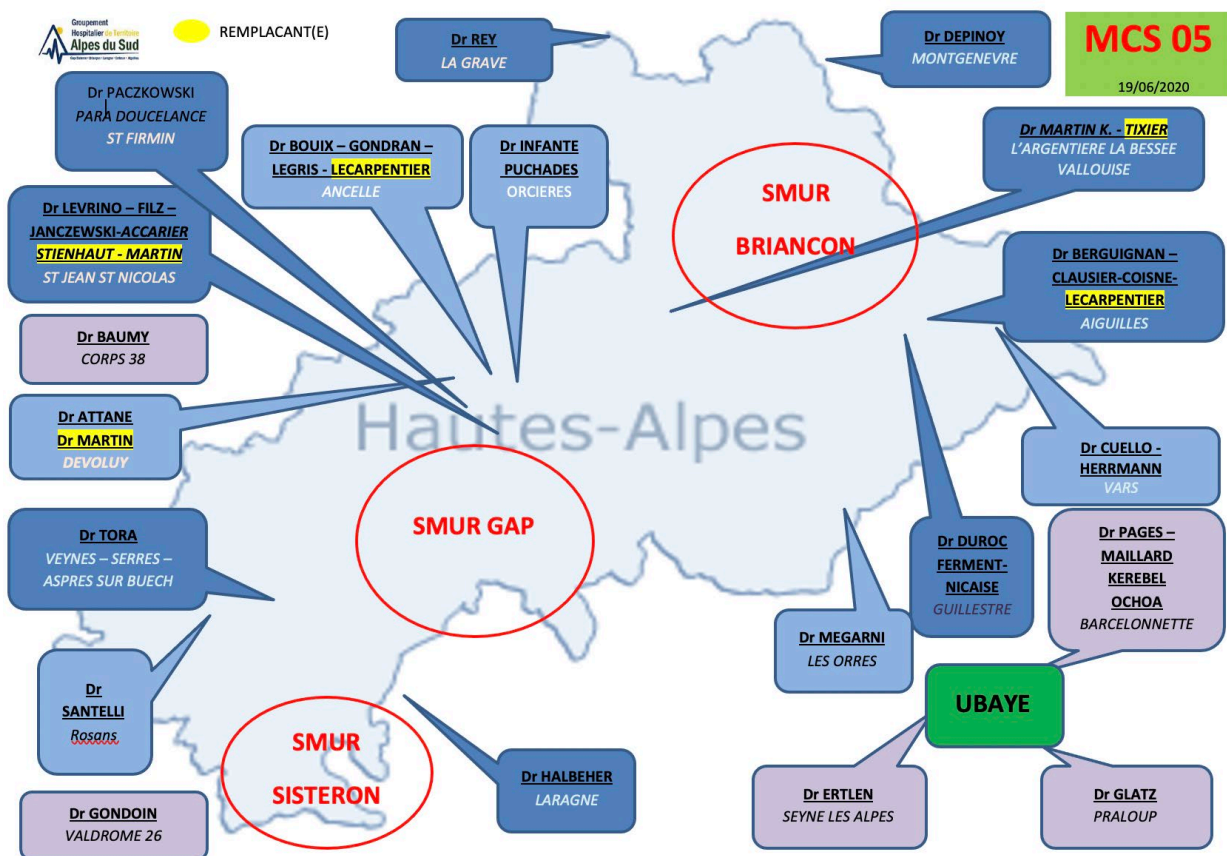 Groupement
Hospitalier de Territoire
Alpes du Sud
REMPLACANT(E)
Dr REY
LA GRAVE
Dr DEPINOY
MONTGENEVRE
MCS 05
19/06/2020
Dr PACZKOWSKI
PARA DOUCELANCE
ST FIRMIN
Dr BOUIX – GONDRAN –
LEGRIS - LECARPENTIER
ANCELLE
Dr INFANTE
PUCHADES
ORCIERES
Dr MARTIN K. - TIXIER
L'ARGENTIERE LA BESSEE
VALLOUISE
SMUR
BRIANCON
Dr LEVRINO – FILZ –
JANCZEWSKI-ACCARIER
STIENHAUT - MARTIN
ST JEAN ST NICOLAS
Dr BERGUIGNAN –
CLAUSIER-COISNE-
LECARPENTIER
AIGUILLES
Dr BAUMY
CORPS 38
Dr ATTANE
Dr MARTIN
DEVOLUY
Hautes-Alpes
Dr CUELLO -
HERRMANN
VARS
SMUR GAP
Dr TORA
VEYNES – SERRES –
ASPRES SUR BUECH
Dr DUROC
FERMENT-
NICAISE
GUILLESTRE
Dr PAGES –
MAILLARD
KEREBEL
OCHOA
BARCELONNETTE
Dr MEGARNI
LES ORRES
Dr
SANTELLI
Rosans
UBAYE
SMUR
SISTERON
Dr HALBEHER
LARAGNE
Dr GONDOIN
VALDROME 26
Dr ERTLEN
SEYNE LES ALPES
Dr GLATZ
PRALOUP